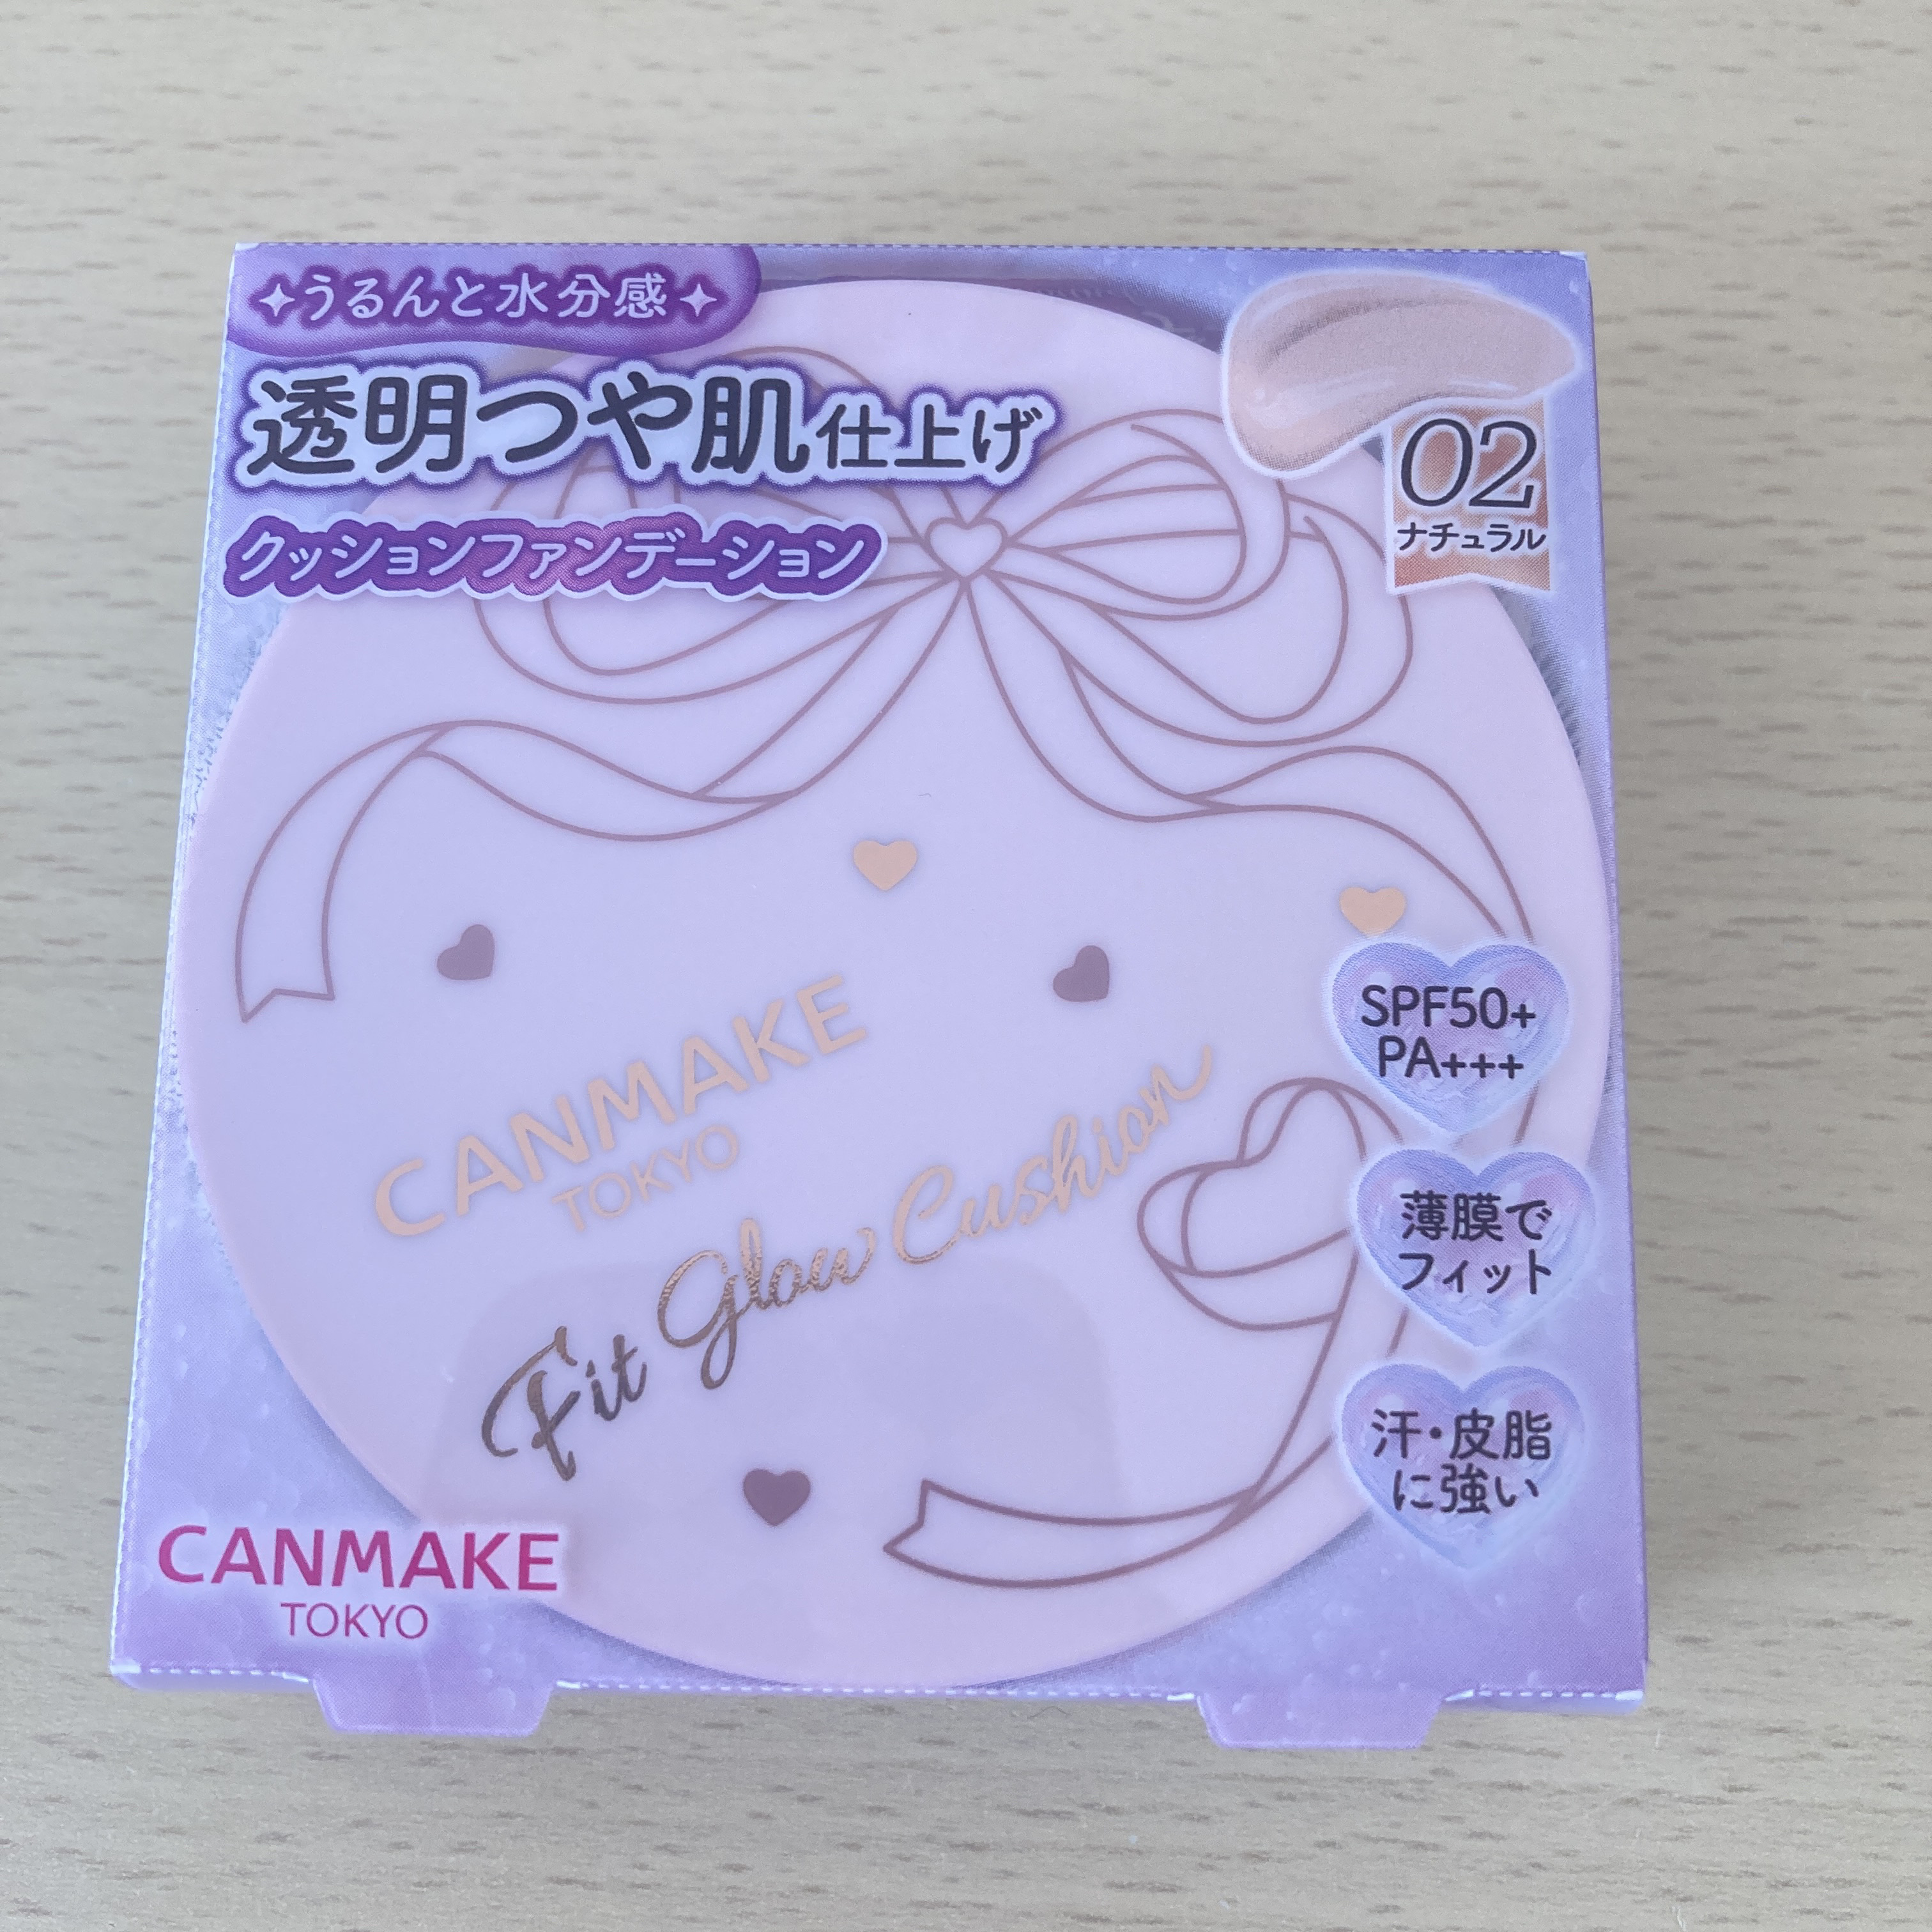 うるんと水分感
透明つや肌仕上げ
クッションファンデーション
02
ナチュラル
CANMAKE
TOKYO
Fit Glow Cushion
SPF50+
PA+++
薄膜で
フィット
汗・皮脂
に強い
CANMAKE
TOKYO